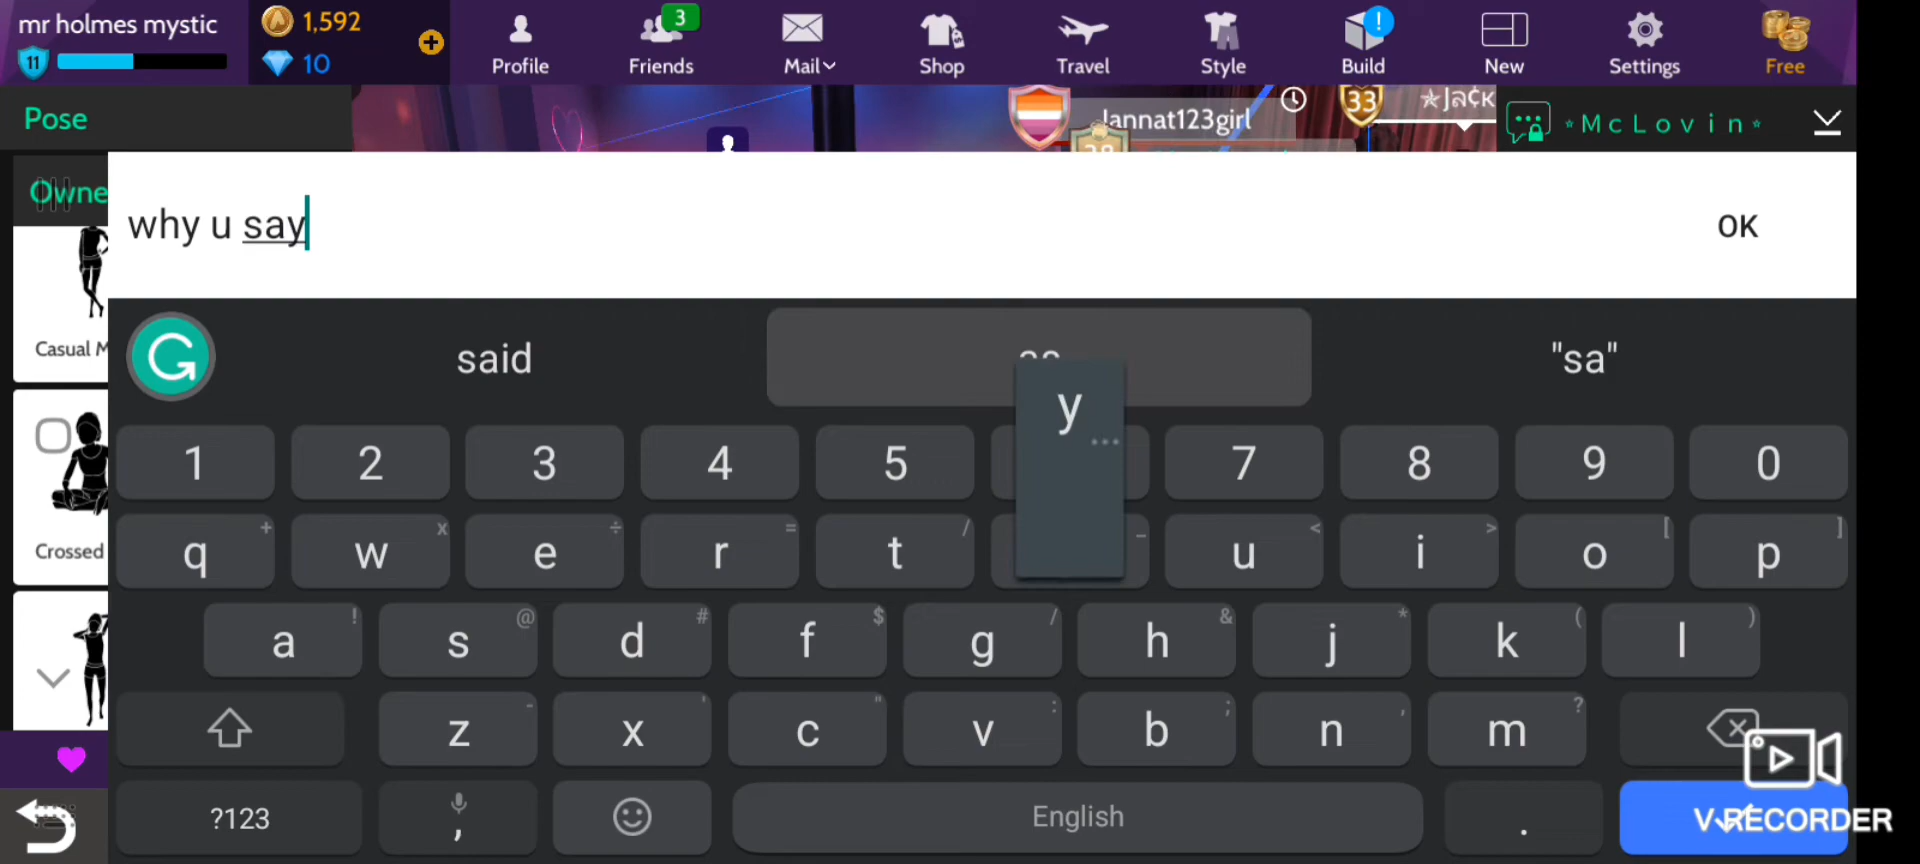 mr holmes mystic
11
1,592
10
Profile
3
Friends
Mail
Shop
Travel
Style
!
Build
New
Settings
Free
Pose
Jannat123girl
33
McLovin
Owne
why u say
OK
Casual M
said
"sa"
y
1 2 3 4 5 7 8 9 0
q + w x e ÷ r = t / - u < i > o [ p ]
Crossed
a ! s @ d # f $ g / h & j * k ( l )
z - x ' c " v : b ; n , m ?
?123 , English .
V-RECORDER